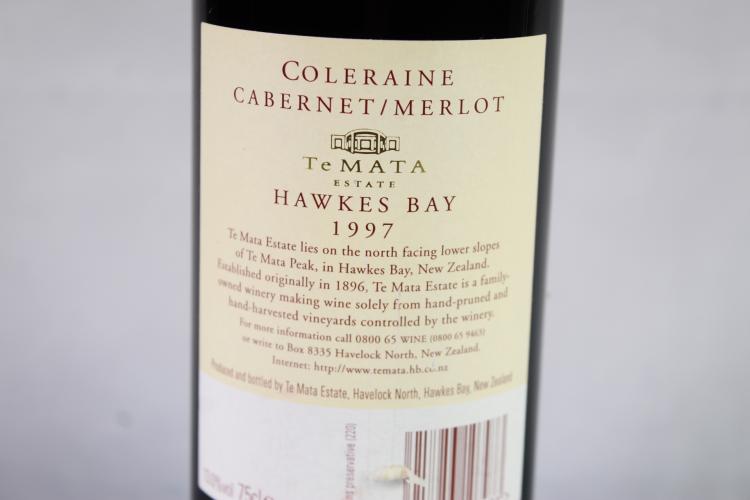 COLERAINE
CABERNET/MERLOT
Te MATA
ESTATE
HAWKES BAY
1997
Te Mata Estate lies on the north facing lower slopes
of Te Mata Peak, in Hawkes Bay, New Zealand.
Established originally in 1896, Te Mata Estate is a family-
owned winery making wine solely from hand-pruned and
hand-harvested vineyards controlled by the winery.
For more information call 0800 65 WINE (0800 65 9463)
or write to Box 8335 Havelock North, New Zealand.
Internet: http://www.temata.hb.co.nz
Produced and bottled by Te Mata Estate, Havelock North, Hawkes Bay, New Zealand
preservative (220)
75cl